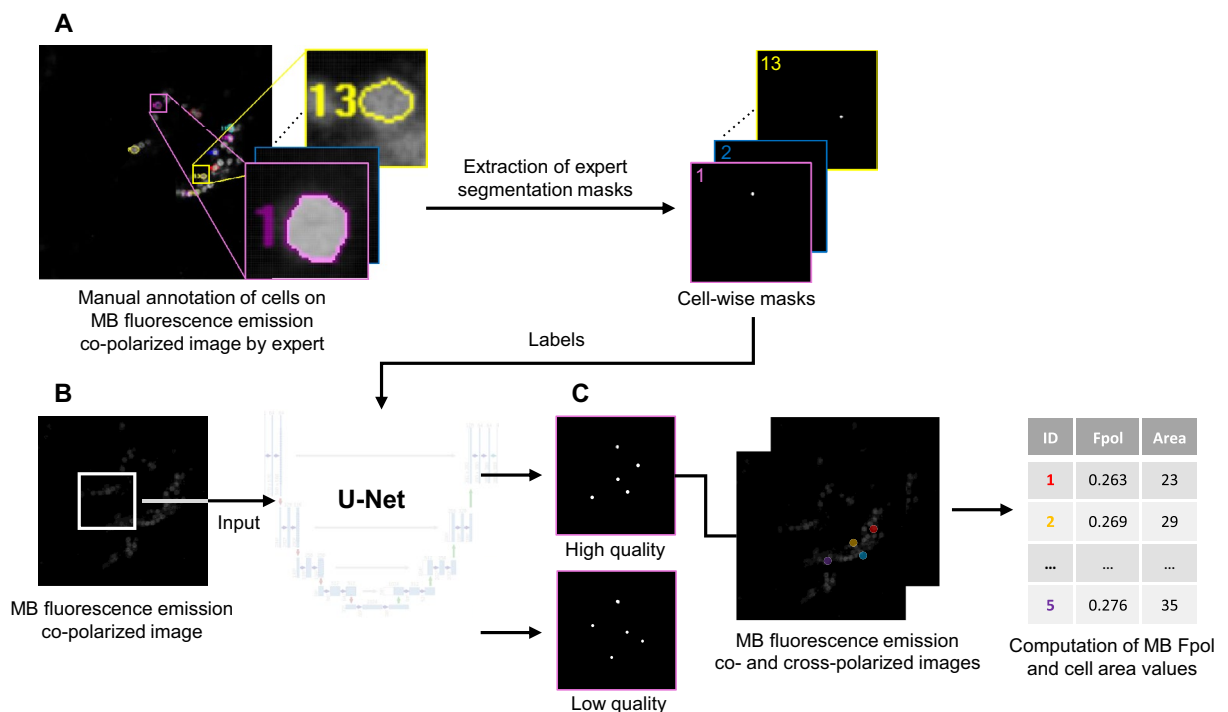 A
13
1
Manual annotation of cells on
MB fluorescence emission
co-polarized image by expert
Extraction of expert
segmentation masks
13
2
1
Cell-wise masks
Labels
B
Input
MB fluorescence emission
co-polarized image
U-Net
C
High quality
Low quality
MB fluorescence emission
co- and cross-polarized images
ID Fpol Area
1 0.263 23
2 0.269 29
... ... ...
5 0.276 35
Computation of MB Fpol
and cell area values